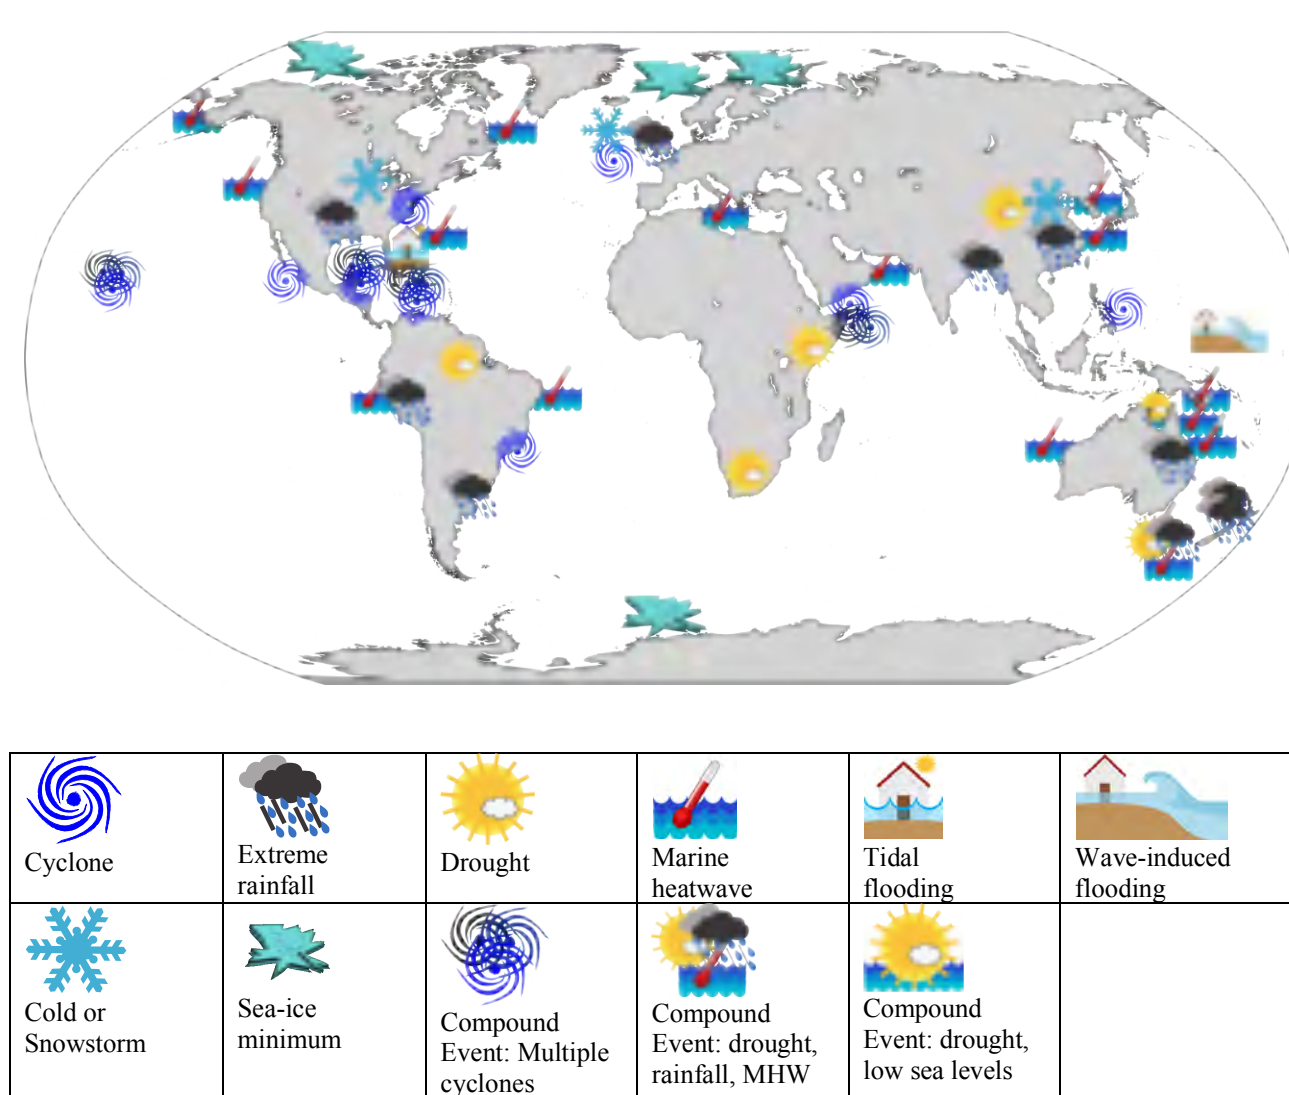 Cyclone
Extreme
rainfall
Drought
Marine
heatwave
Tidal
flooding
Wave-induced
flooding
Cold or
Snowstorm
Sea-ice
minimum
Compound
Event: Multiple
cyclones
Compound
Event: drought,
rainfall, MHW
Compound
Event: drought,
low sea levels